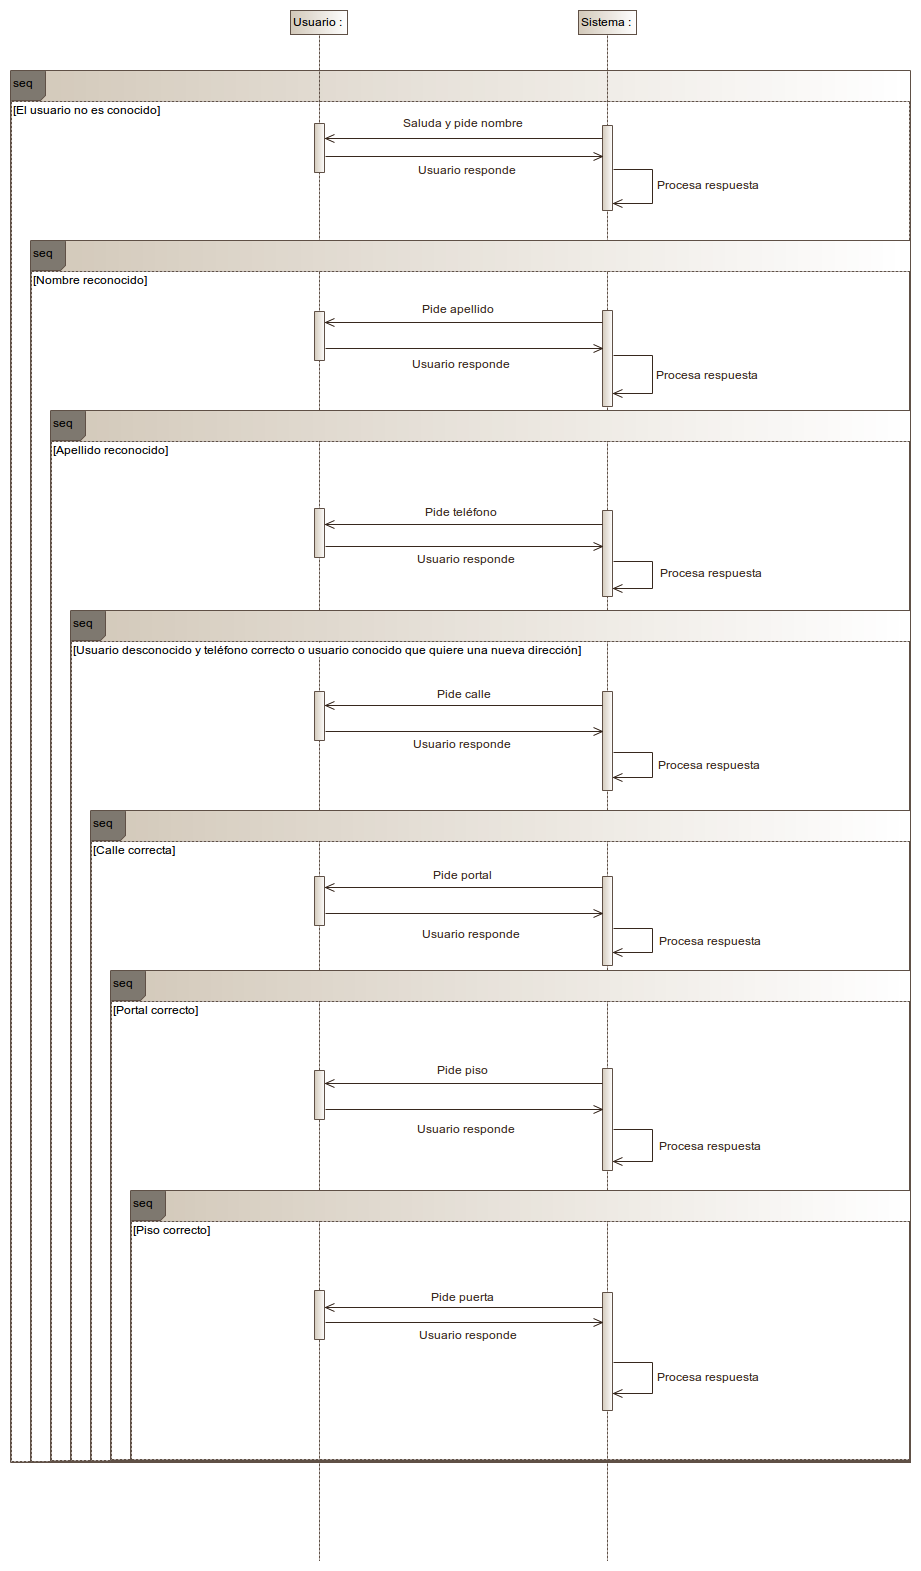 Usuario :
Sistema :
seq
[El usuario no es conocido]
Saluda y pide nombre
Usuario responde
Procesa respuesta
seq
[Nombre reconocido]
Pide apellido
Usuario responde
Procesa respuesta
seq
[Apellido reconocido]
Pide teléfono
Usuario responde
Procesa respuesta
seq
[Usuario desconocido y teléfono correcto o usuario conocido que quiere una nueva dirección]
Pide calle
Usuario responde
Procesa respuesta
seq
[Calle correcta]
Pide portal
Usuario responde
Procesa respuesta
seq
[Portal correcto]
Pide piso
Usuario responde
Procesa respuesta
seq
[Piso correcto]
Pide puerta
Usuario responde
Procesa respuesta